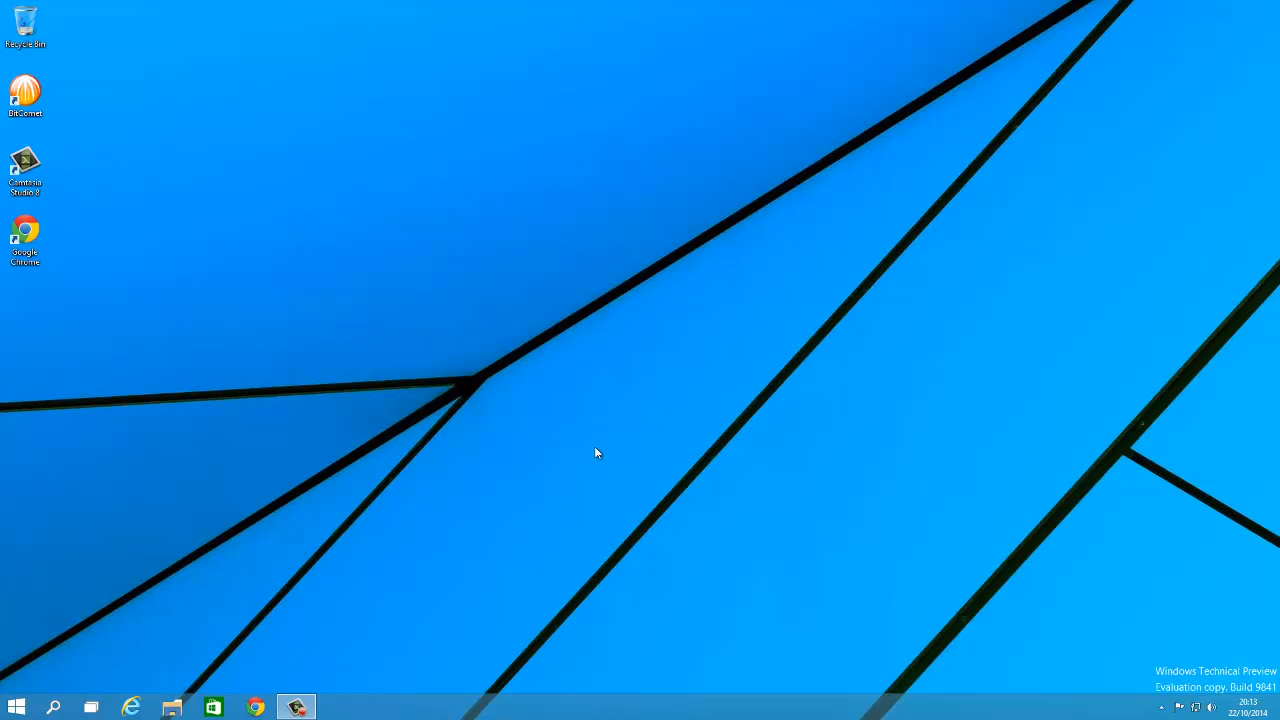 Recycle Bin
BitComet
Camtasia
Studio 8
Google
Chrome
Windows Technical Preview
Evaluation copy. Build 9841
20:13
22/10/2014